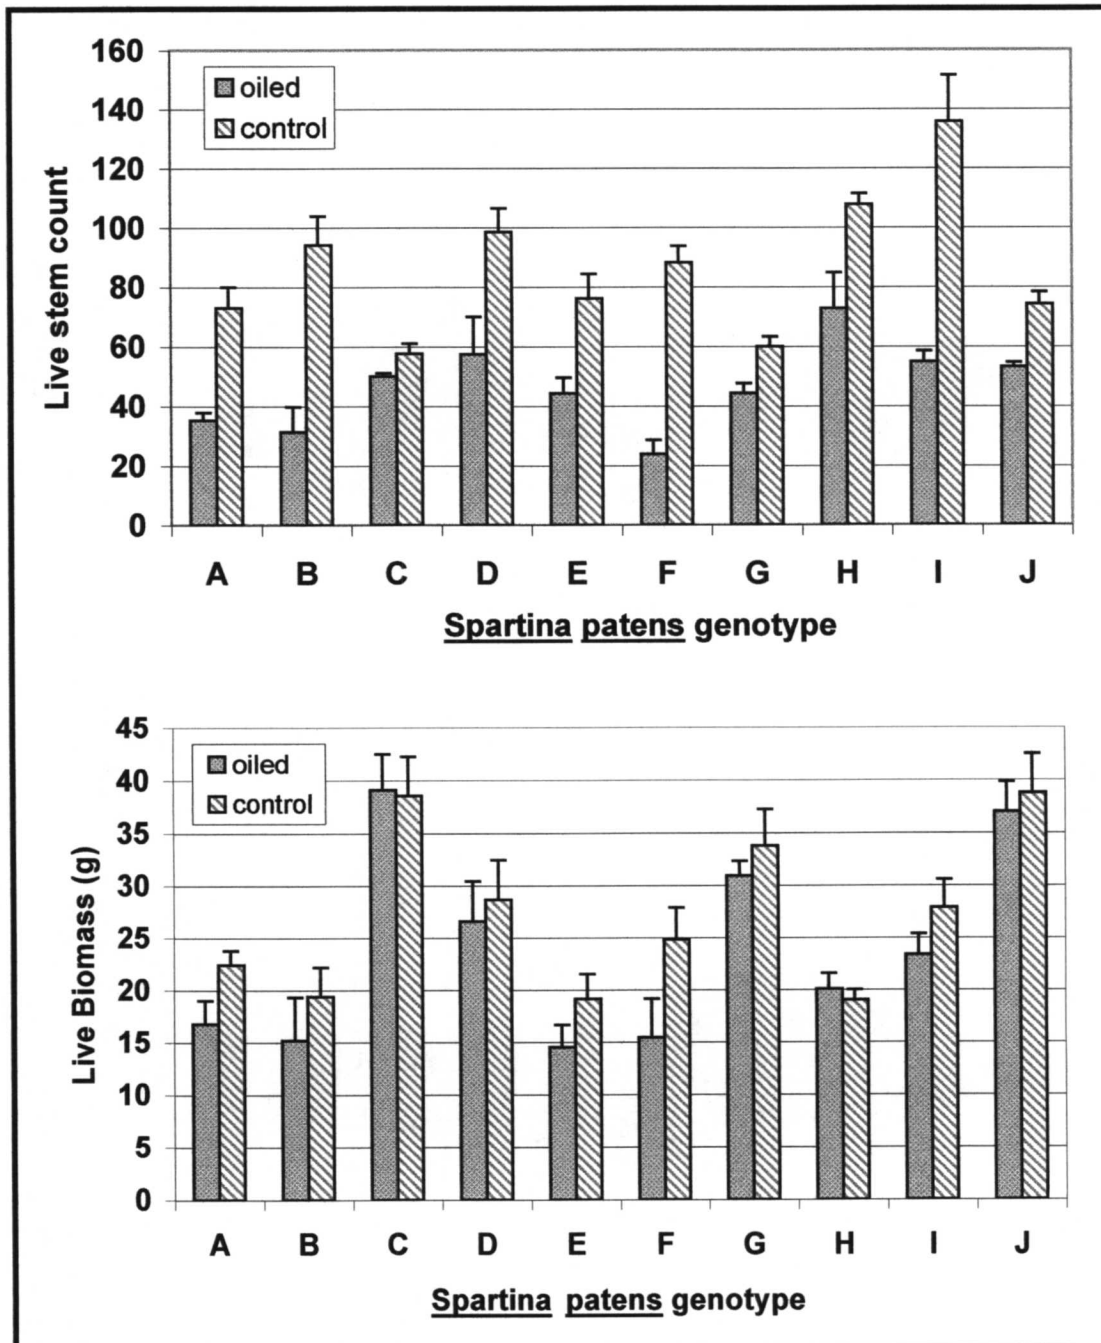 160
140
120
100
80
60
40
20
0
Live stem count
oiled
control
A B C D E F G H I J
Spartina patens genotype
45
40
35
30
25
20
15
10
5
0
Live Biomass (g)
oiled
control
A B C D E F G H I J
Spartina patens genotype